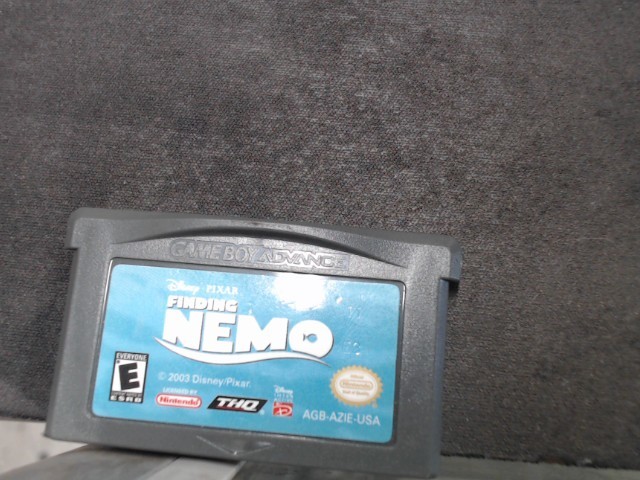 GAME BOY ADVANCE
Disney · PIXAR
FINDING
NEMO
EVERYONE
E
ESRB
© 2003 Disney/Pixar.
LICENSED BY
Nintendo
THQ
Nintendo
AGB-AZIE-USA